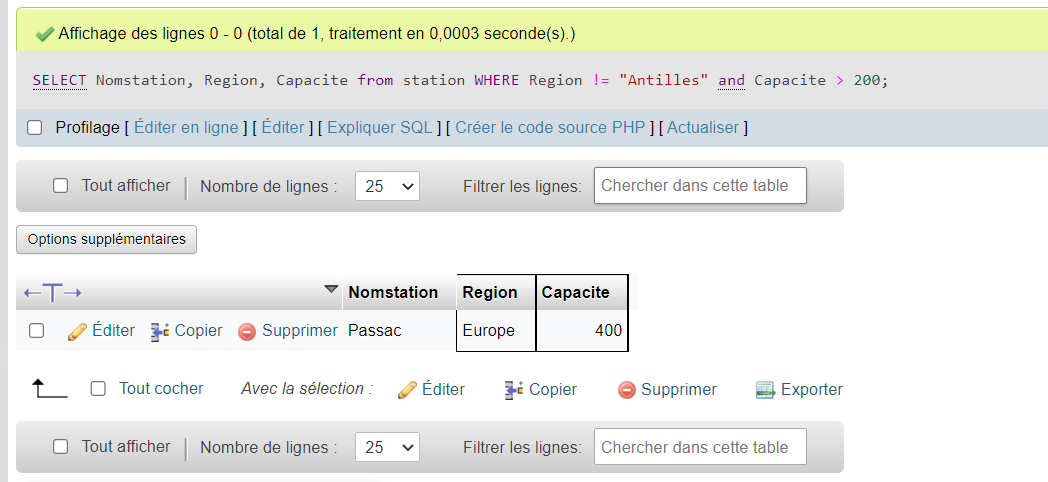 Affichage des lignes 0 - 0 (total de 1, traitement en 0,0003 seconde(s).)
SELECT Nomstation, Region, Capacite from station WHERE Region != "Antilles" and Capacite > 200;
Profilage [ Éditer en ligne ] [ Éditer ] [ Expliquer SQL ] [ Créer le code source PHP ] [ Actualiser ]
Tout afficher Nombre de lignes : 25 Filtrer les lignes: Chercher dans cette table
Options supplémentaires
←T→ Nomstation Region Capacite
Éditer Copier Supprimer Passac Europe 400
Tout cocher Avec la sélection : Éditer Copier Supprimer Exporter
Tout afficher Nombre de lignes : 25 Filtrer les lignes: Chercher dans cette table